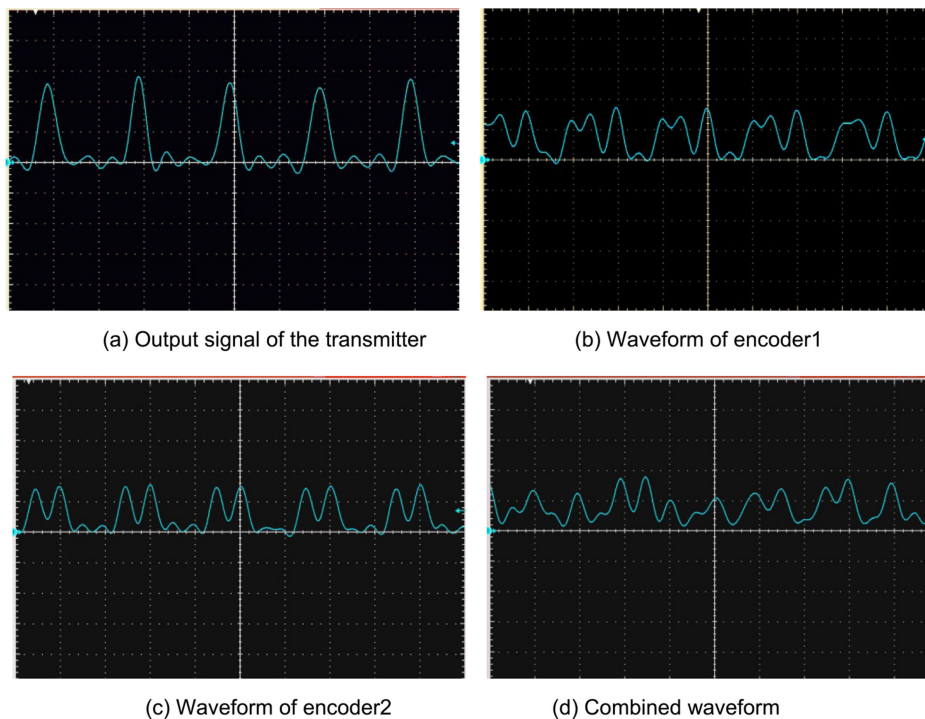 (a) Output signal of the transmitter
(b) Waveform of encoder1
(c) Waveform of encoder2
(d) Combined waveform